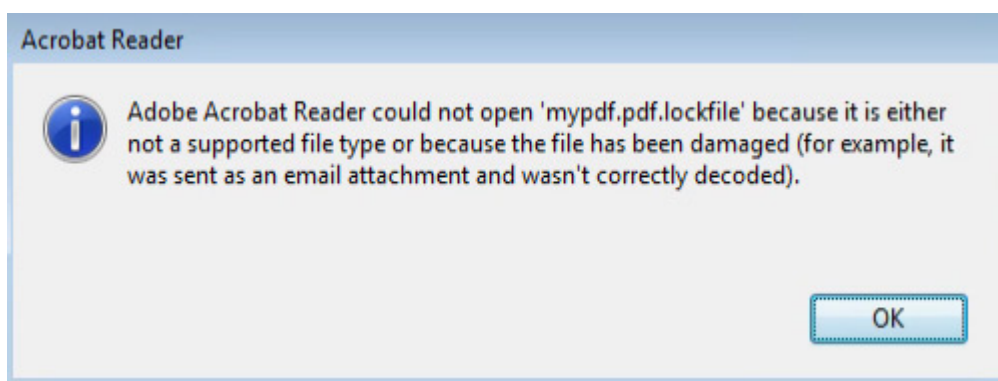 Acrobat Reader
Adobe Acrobat Reader could not open 'mypdf.pdf.lockfile' because it is either
not a supported file type or because the file has been damaged (for example, it
was sent as an email attachment and wasn't correctly decoded).
OK